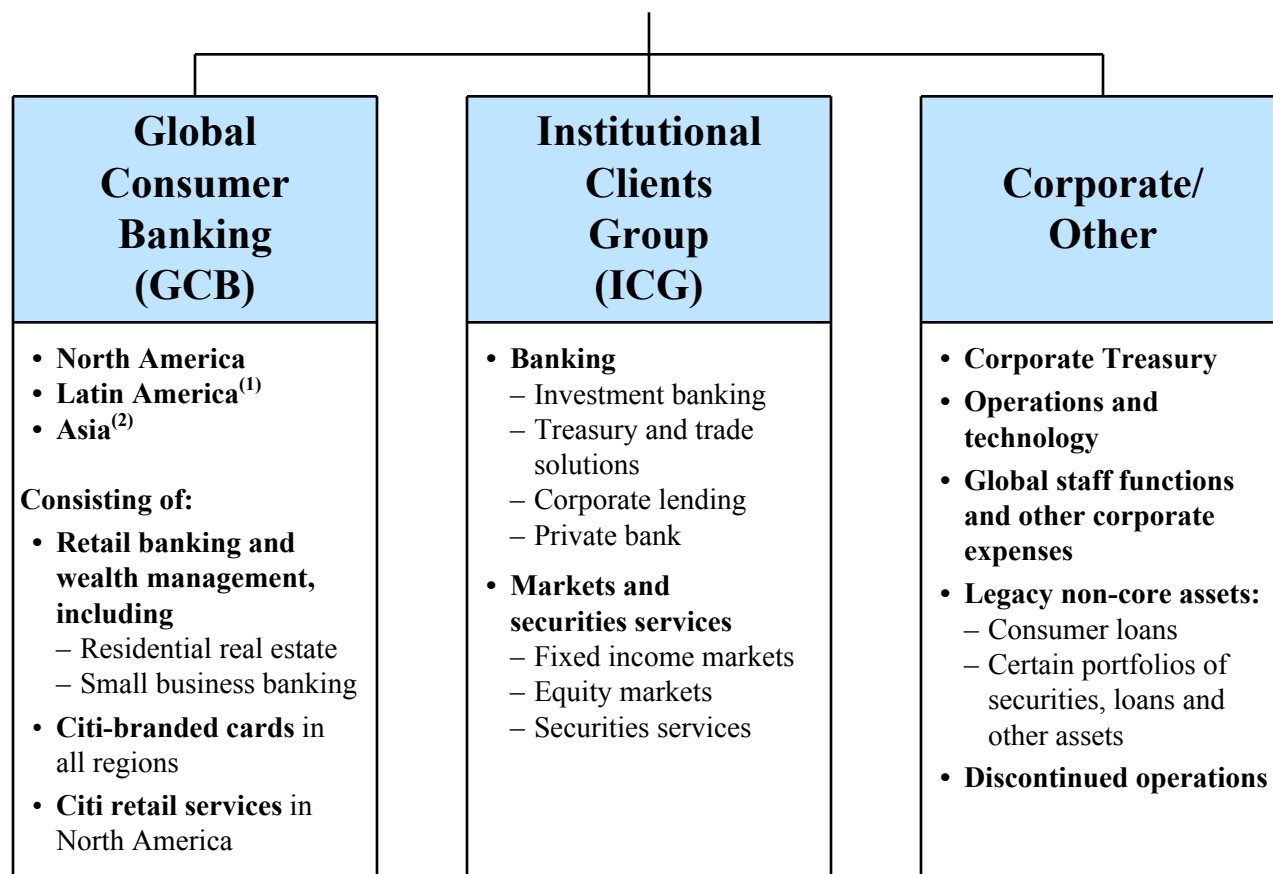 Global
Consumer
Banking
(GCB)
• North America
• Latin America(1)
• Asia(2)
Consisting of:
• Retail banking and
wealth management,
including
– Residential real estate
– Small business banking
• Citi-branded cards in
all regions
• Citi retail services in
North America
Institutional
Clients
Group
(ICG)
• Banking
– Investment banking
– Treasury and trade
solutions
– Corporate lending
– Private bank
• Markets and
securities services
– Fixed income markets
– Equity markets
– Securities services
Corporate/
Other
• Corporate Treasury
• Operations and
technology
• Global staff functions
and other corporate
expenses
• Legacy non-core assets:
– Consumer loans
– Certain portfolios of
securities, loans and
other assets
• Discontinued operations